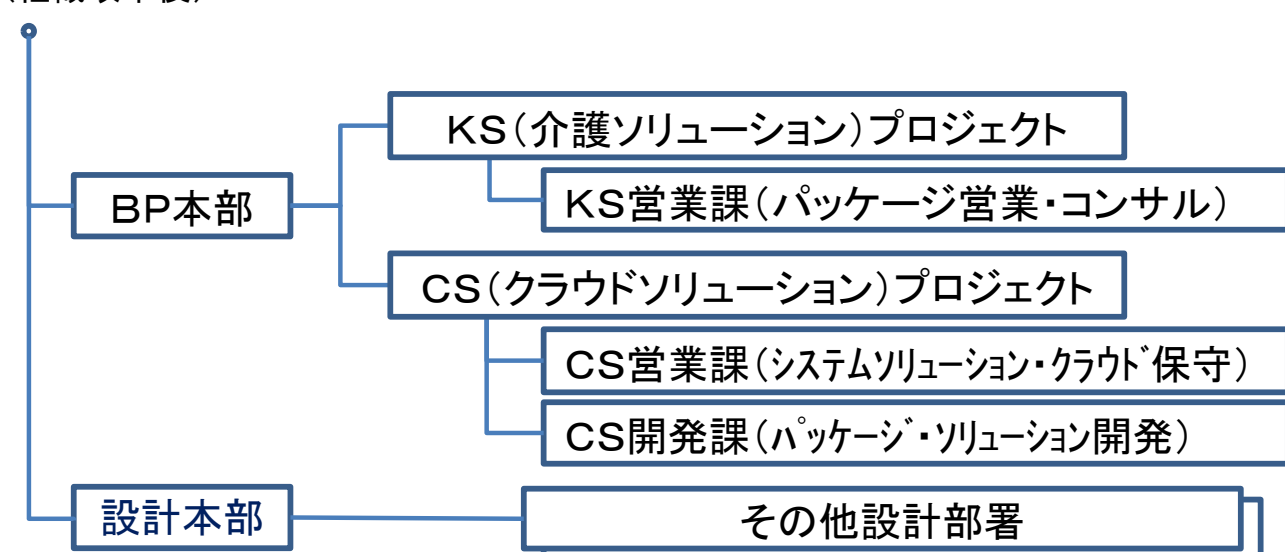 KS(介護ソリューション)プロジェクト
BP本部
KS営業課(パッケージ営業・コンサル)
CS(クラウドソリューション)プロジェクト
CS営業課(ｼｽﾃﾑｿﾘｭｰｼｮﾝ・ｸﾗｳﾄﾞ保守)
CS開発課(ﾊﾟｯｹｰｼﾞ・ｿﾘｭｰｼｮﾝ開発)
設計本部
その他設計部署